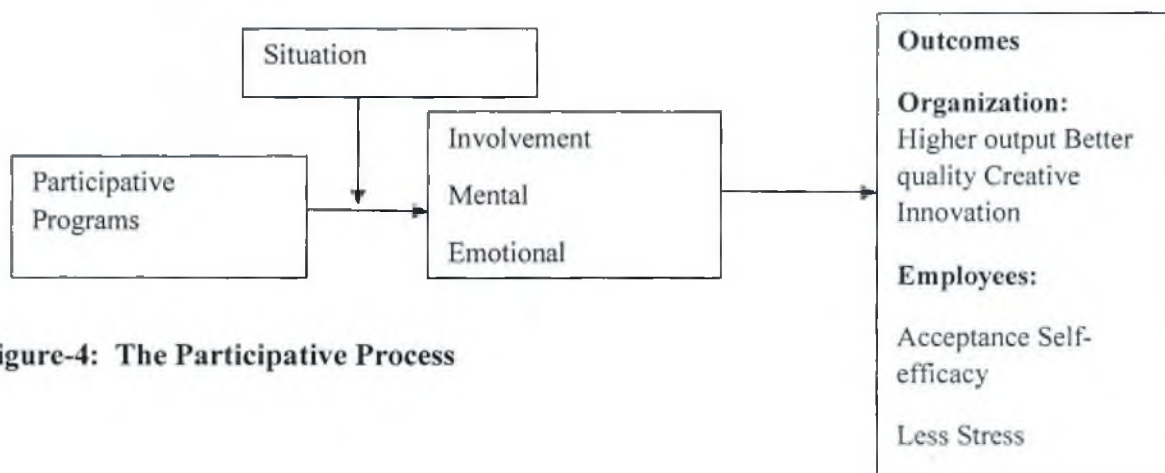 Situation
Participative
Programs
Involvement
Mental
Emotional
Outcomes
Organization:
Higher output Better
quality Creative
Innovation
Employees:
Acceptance Self-
efficacy
Less Stress
igure-4: The Participative Process